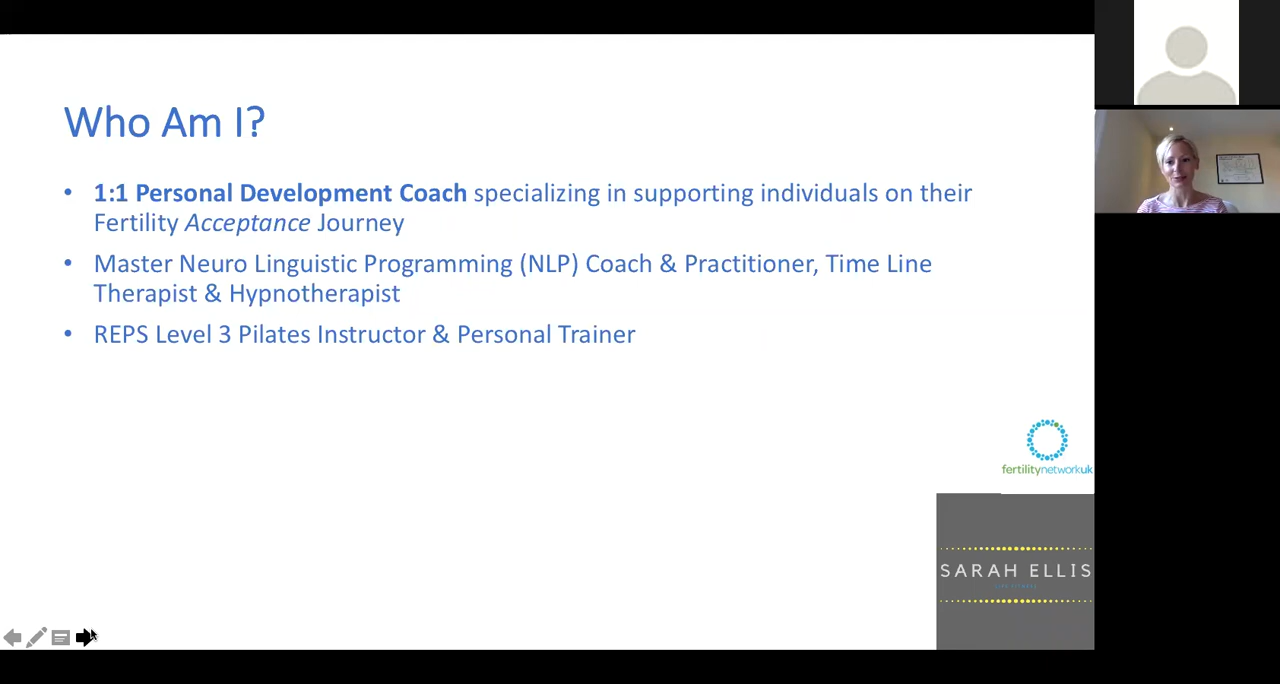 Who Am I?
• 1:1 Personal Development Coach specializing in supporting individuals on their
Fertility Acceptance Journey
• Master Neuro Linguistic Programming (NLP) Coach & Practitioner, Time Line
Therapist & Hypnotherapist
• REPS Level 3 Pilates Instructor & Personal Trainer
fertilitynetworkuk
SARAH ELLIS